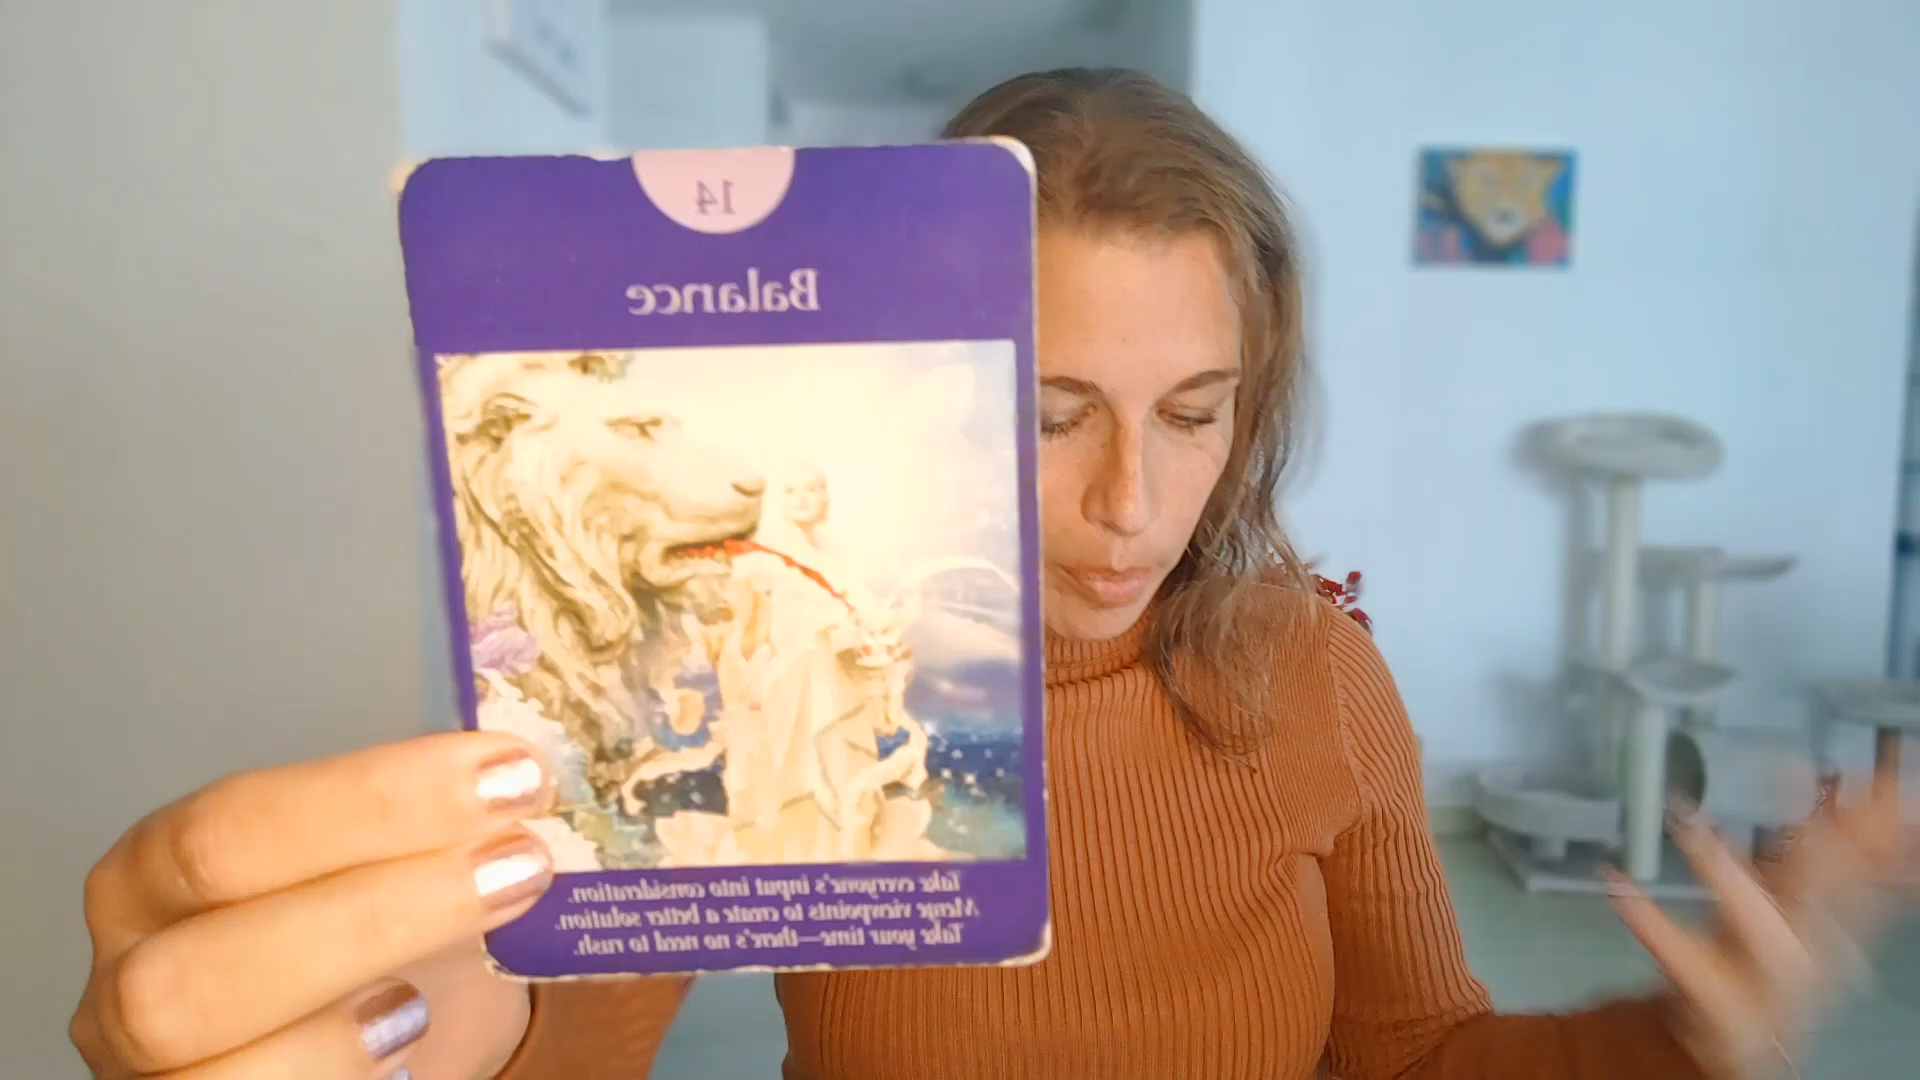 14
Balance
Take everyone's input into consideration.
Merge viewpoints to create a better solution.
Take your time—there's no need to rush.